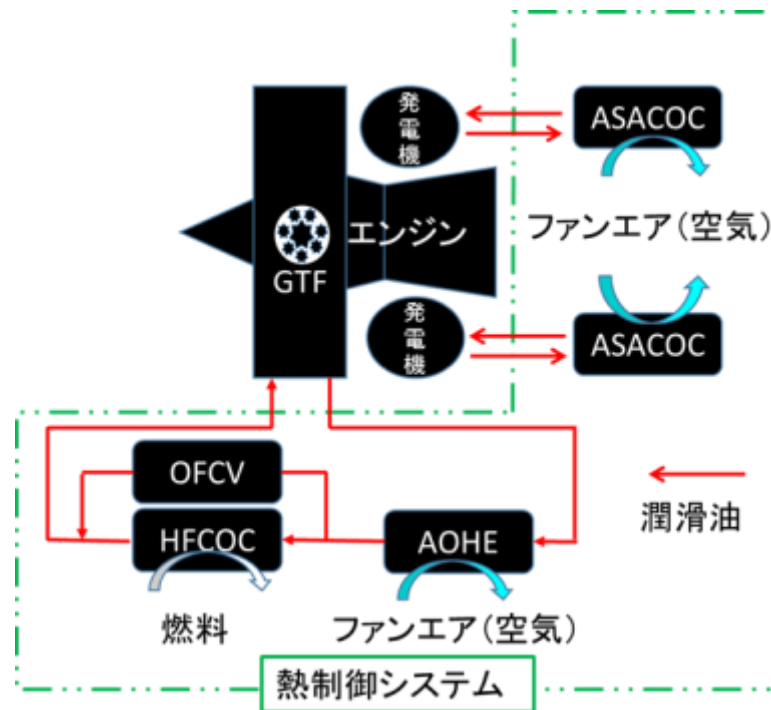 発電機
ASACOC
ファンエア(空気)
エンジン
GTF
発電機
ASACOC
OFCV
潤滑油
HFCOC
AOHE
燃料
ファンエア(空気)
熱制御システム